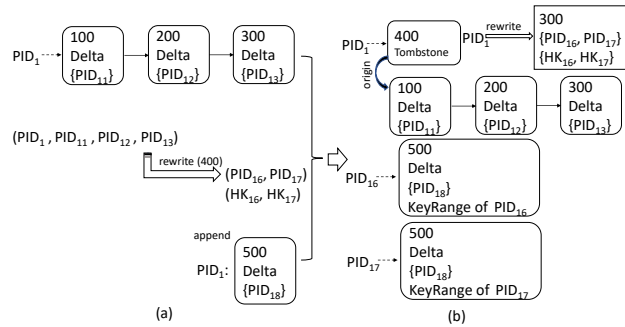 100
Delta
{PID₁₁}
200
Delta
{PID₁₂}
300
Delta
{PID₁₃}
PID₁
(PID₁, PID₁₁, PID₁₂, PID₁₃)
rewrite (400)
(PID₁₆, PID₁₇)
(HK₁₆, HK₁₇)
append
PID₁:
500
Delta
{PID₁₈}
(a)
PID₁
400
Tombstone
origin
PID₁
rewrite
300
{PID₁₆, PID₁₇}
{HK₁₆, HK₁₇}
100
Delta
{PID₁₁}
200
Delta
{PID₁₂}
300
Delta
{PID₁₃}
PID₁₆
500
Delta
{PID₁₈}
KeyRange of PID₁₆
PID₁₇
500
Delta
{PID₁₈}
KeyRange of PID₁₇
(b)